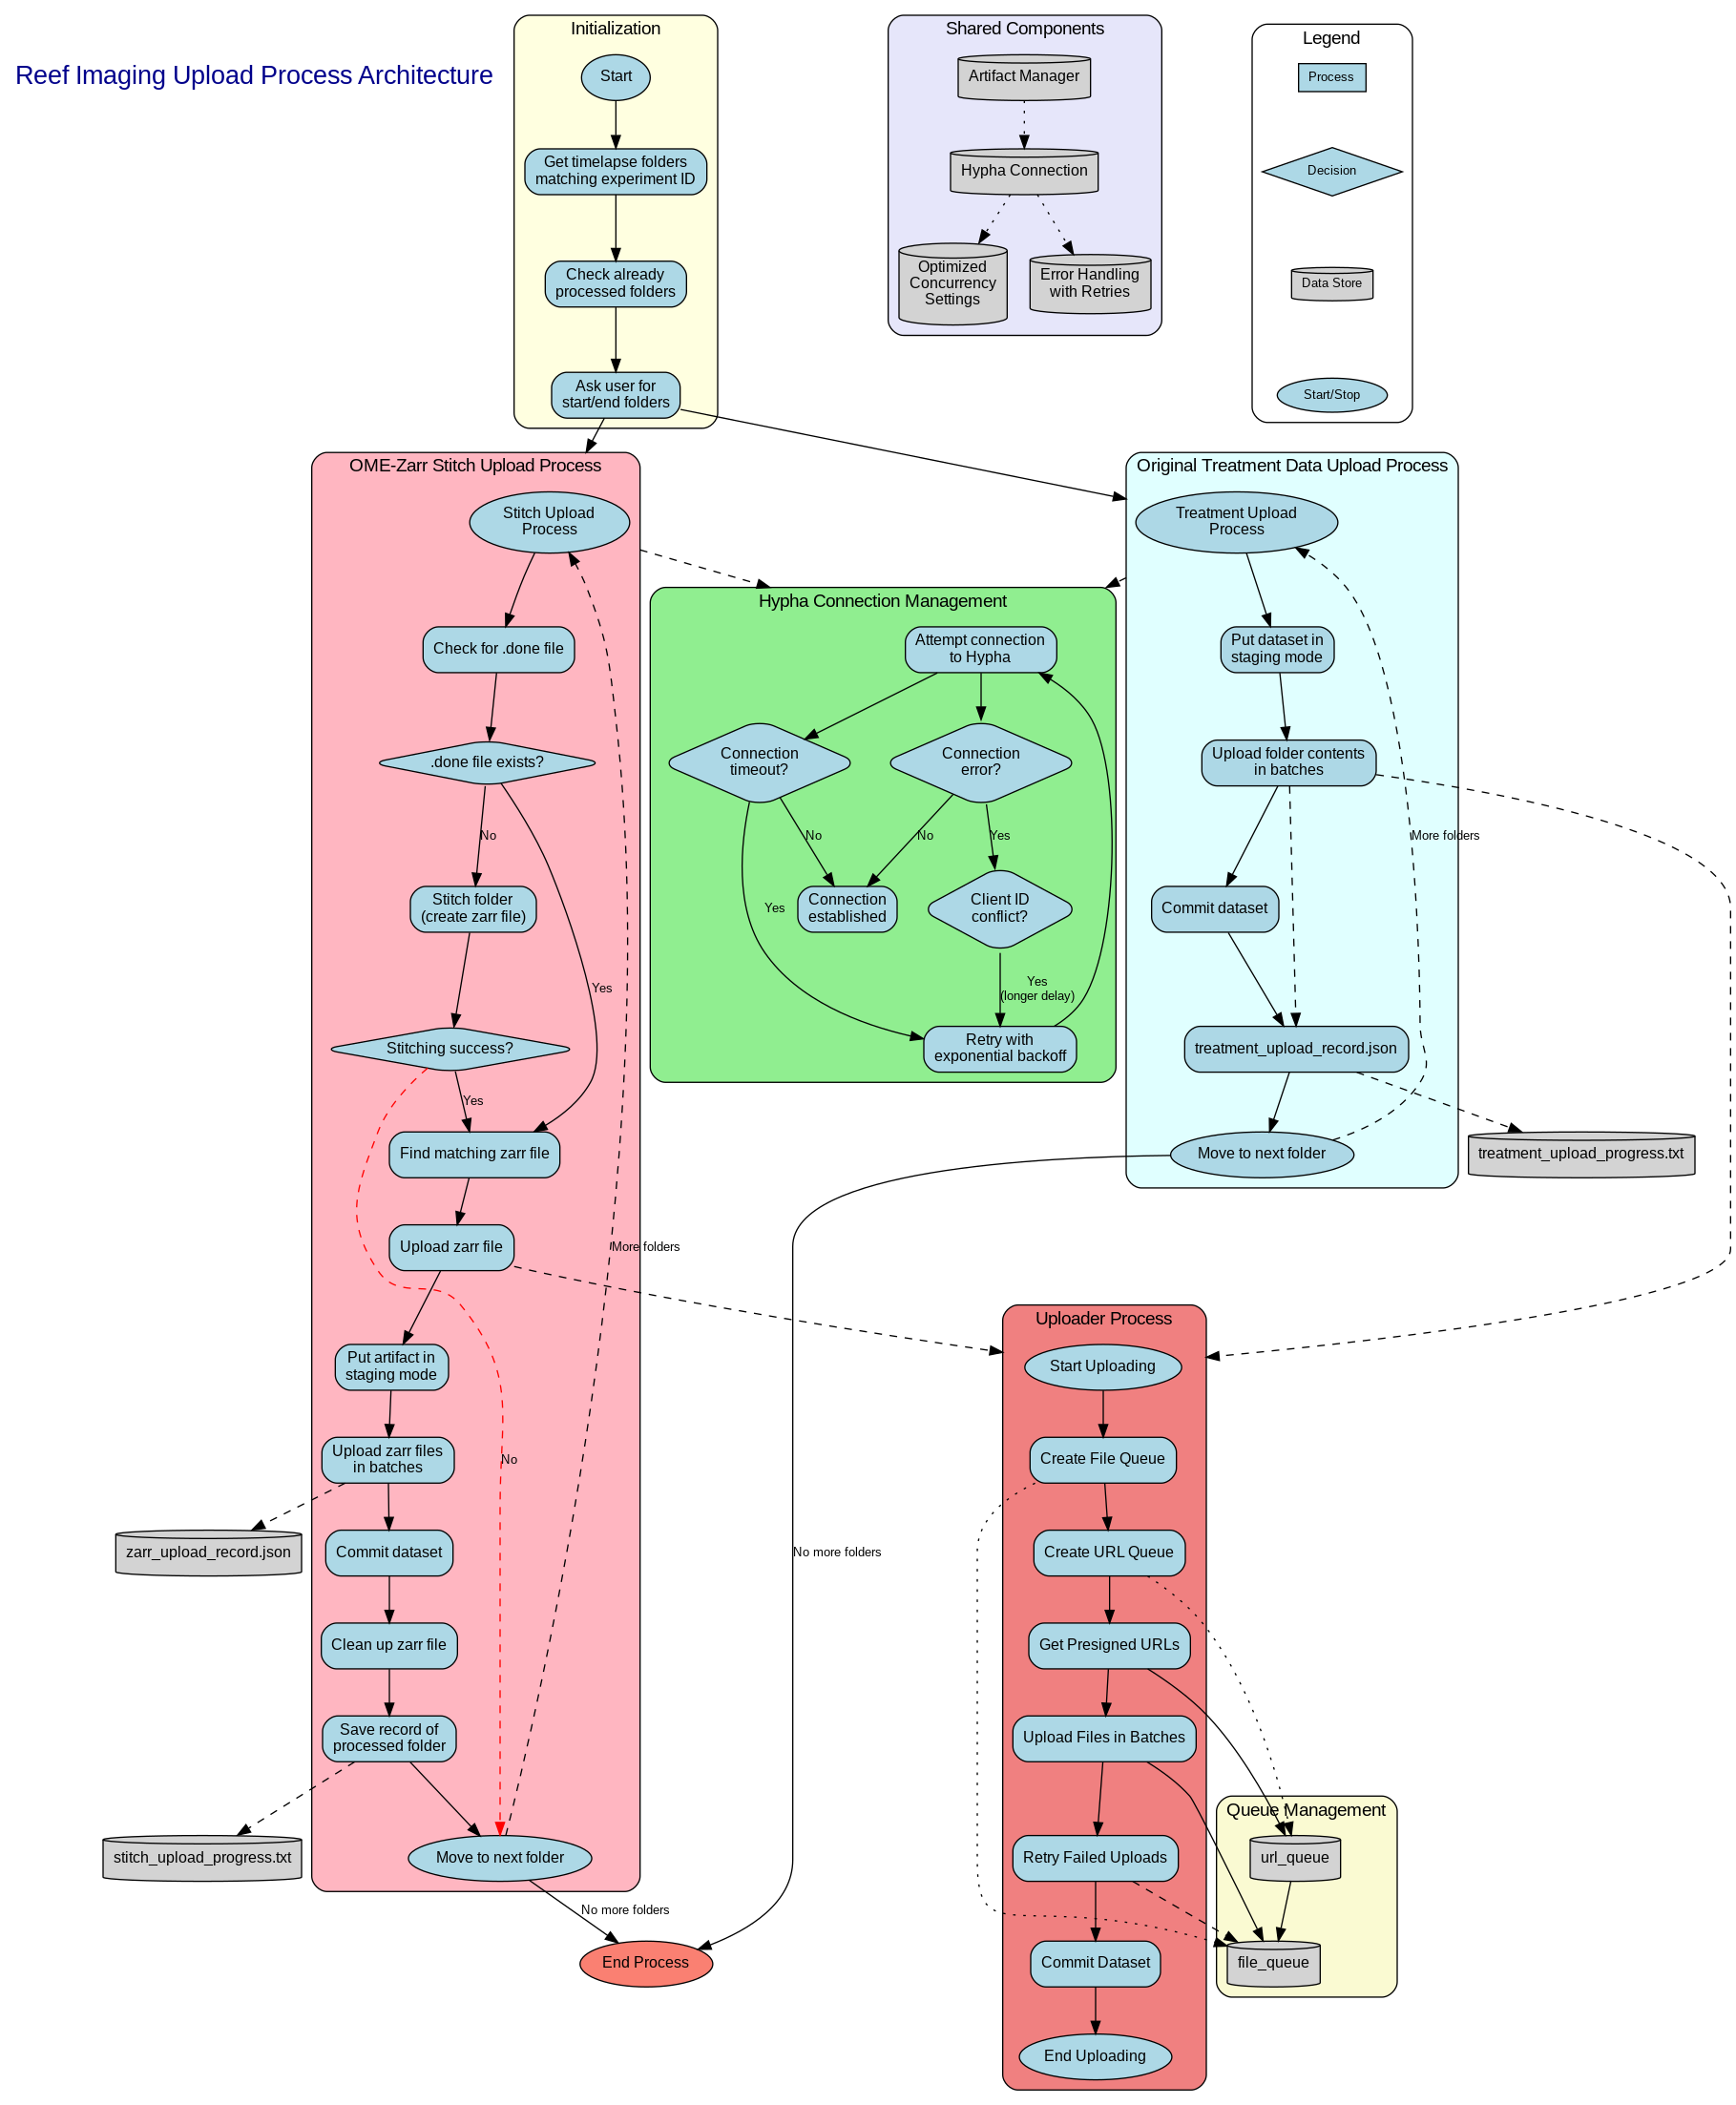 Reef Imaging Upload Process Architecture
Initialization
Start
Get timelapse folders
matching experiment ID
Check already
processed folders
Ask user for
start/end folders
Shared Components
Artifact Manager
Hypha Connection
Optimized
Concurrency
Settings
Error Handling
with Retries
Legend
Process
Decision
Data Store
Start/Stop
OME-Zarr Stitch Upload Process
Stitch Upload
Process
Check for .done file
.done file exists?
No
Yes
Stitch folder
(create zarr file)
Stitching success?
Yes
No
Find matching zarr file
Upload zarr file
More folders
Put artifact in
staging mode
Upload zarr files
in batches
zarr_upload_record.json
Commit dataset
Clean up zarr file
Save record of
processed folder
stitch_upload_progress.txt
Move to next folder
No more folders
End Process
Hypha Connection Management
Attempt connection
to Hypha
Connection
timeout?
Connection
error?
No
No
Yes
Yes
Connection
established
Client ID
conflict?
Yes
(longer delay)
Retry with
exponential backoff
Original Treatment Data Upload Process
Treatment Upload
Process
Put dataset in
staging mode
Upload folder contents
in batches
More folders
Commit dataset
treatment_upload_record.json
Move to next folder
treatment_upload_progress.txt
No more folders
Uploader Process
Start Uploading
Create File Queue
Create URL Queue
Get Presigned URLs
Upload Files in Batches
Retry Failed Uploads
Commit Dataset
End Uploading
Queue Management
url_queue
file_queue